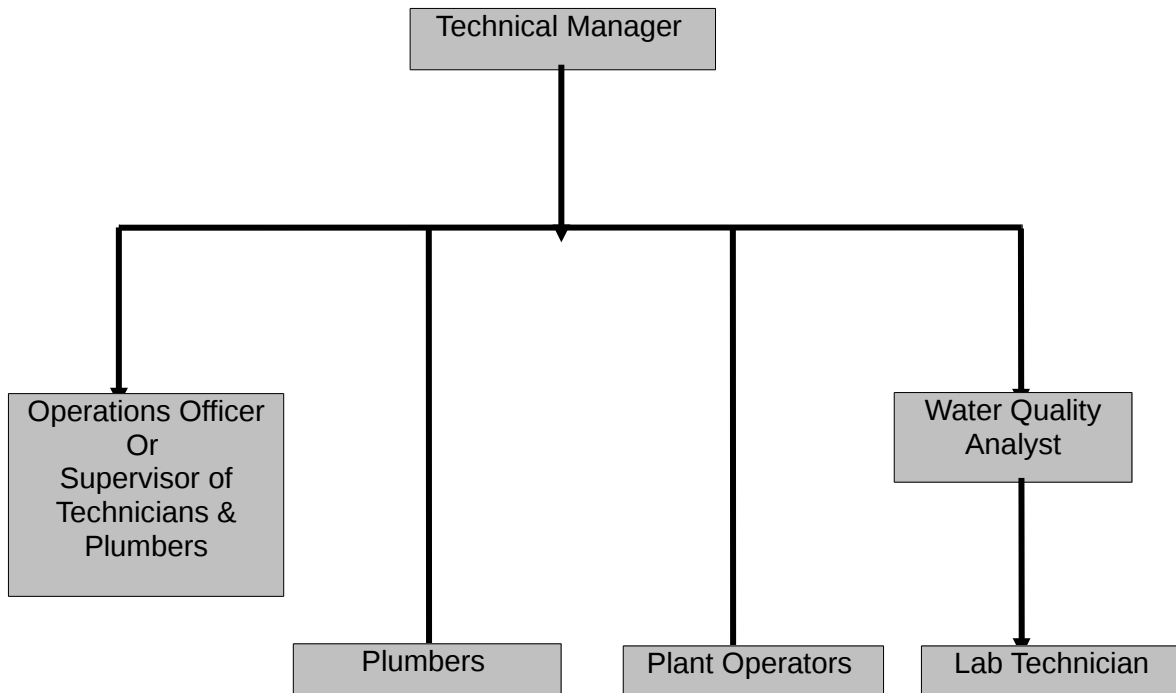 Technical Manager
Operations Officer
Or
Supervisor of
Technicians &
Plumbers
Water Quality
Analyst
Plumbers
Plant Operators
Lab Technician